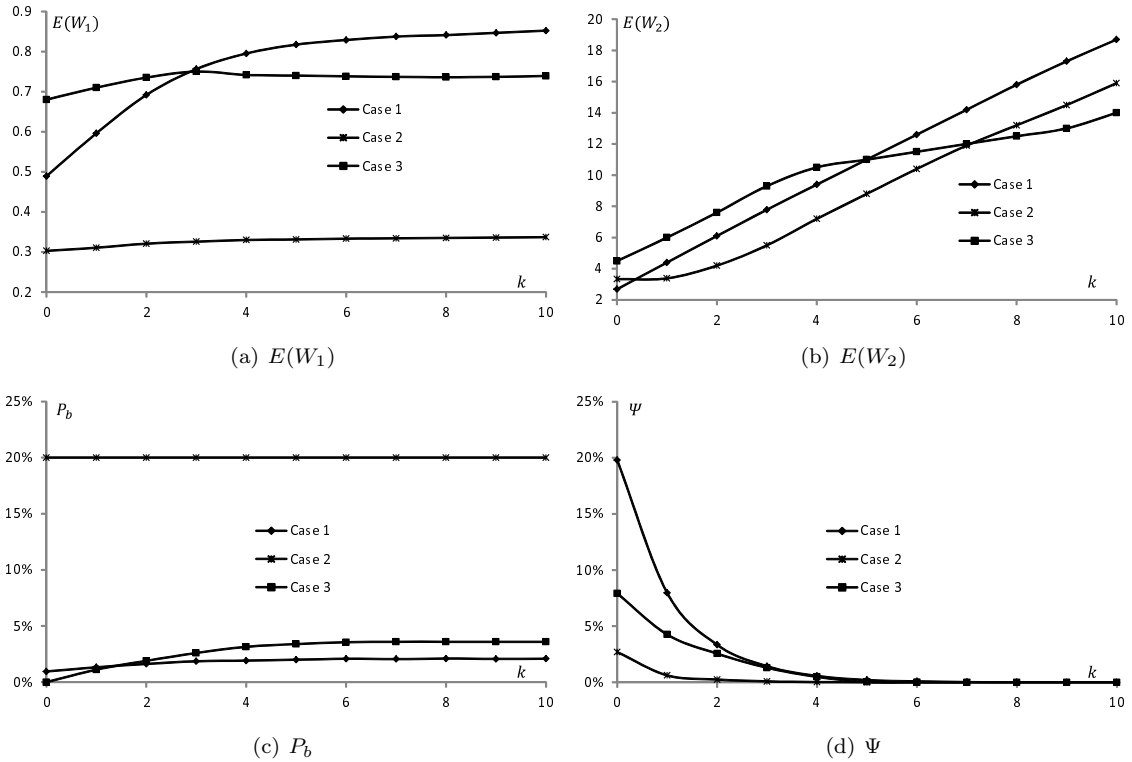 E(W₁)
0.9
0.8
0.7
0.6
0.5
0.4
0.3
0.2
Case 1
Case 2
Case 3
k
0 2 4 6 8 10
(a) E(W₁)
E(W₂)
20
18
16
14
12
10
8
6
4
2
Case 1
Case 2
Case 3
k
0 2 4 6 8 10
(b) E(W₂)
P_b
25%
20%
15%
10%
5%
0%
Case 1
Case 2
Case 3
k
0 2 4 6 8 10
(c) P_b
Ψ
25%
20%
15%
10%
5%
0%
Case 1
Case 2
Case 3
k
0 2 4 6 8 10
(d) Ψ